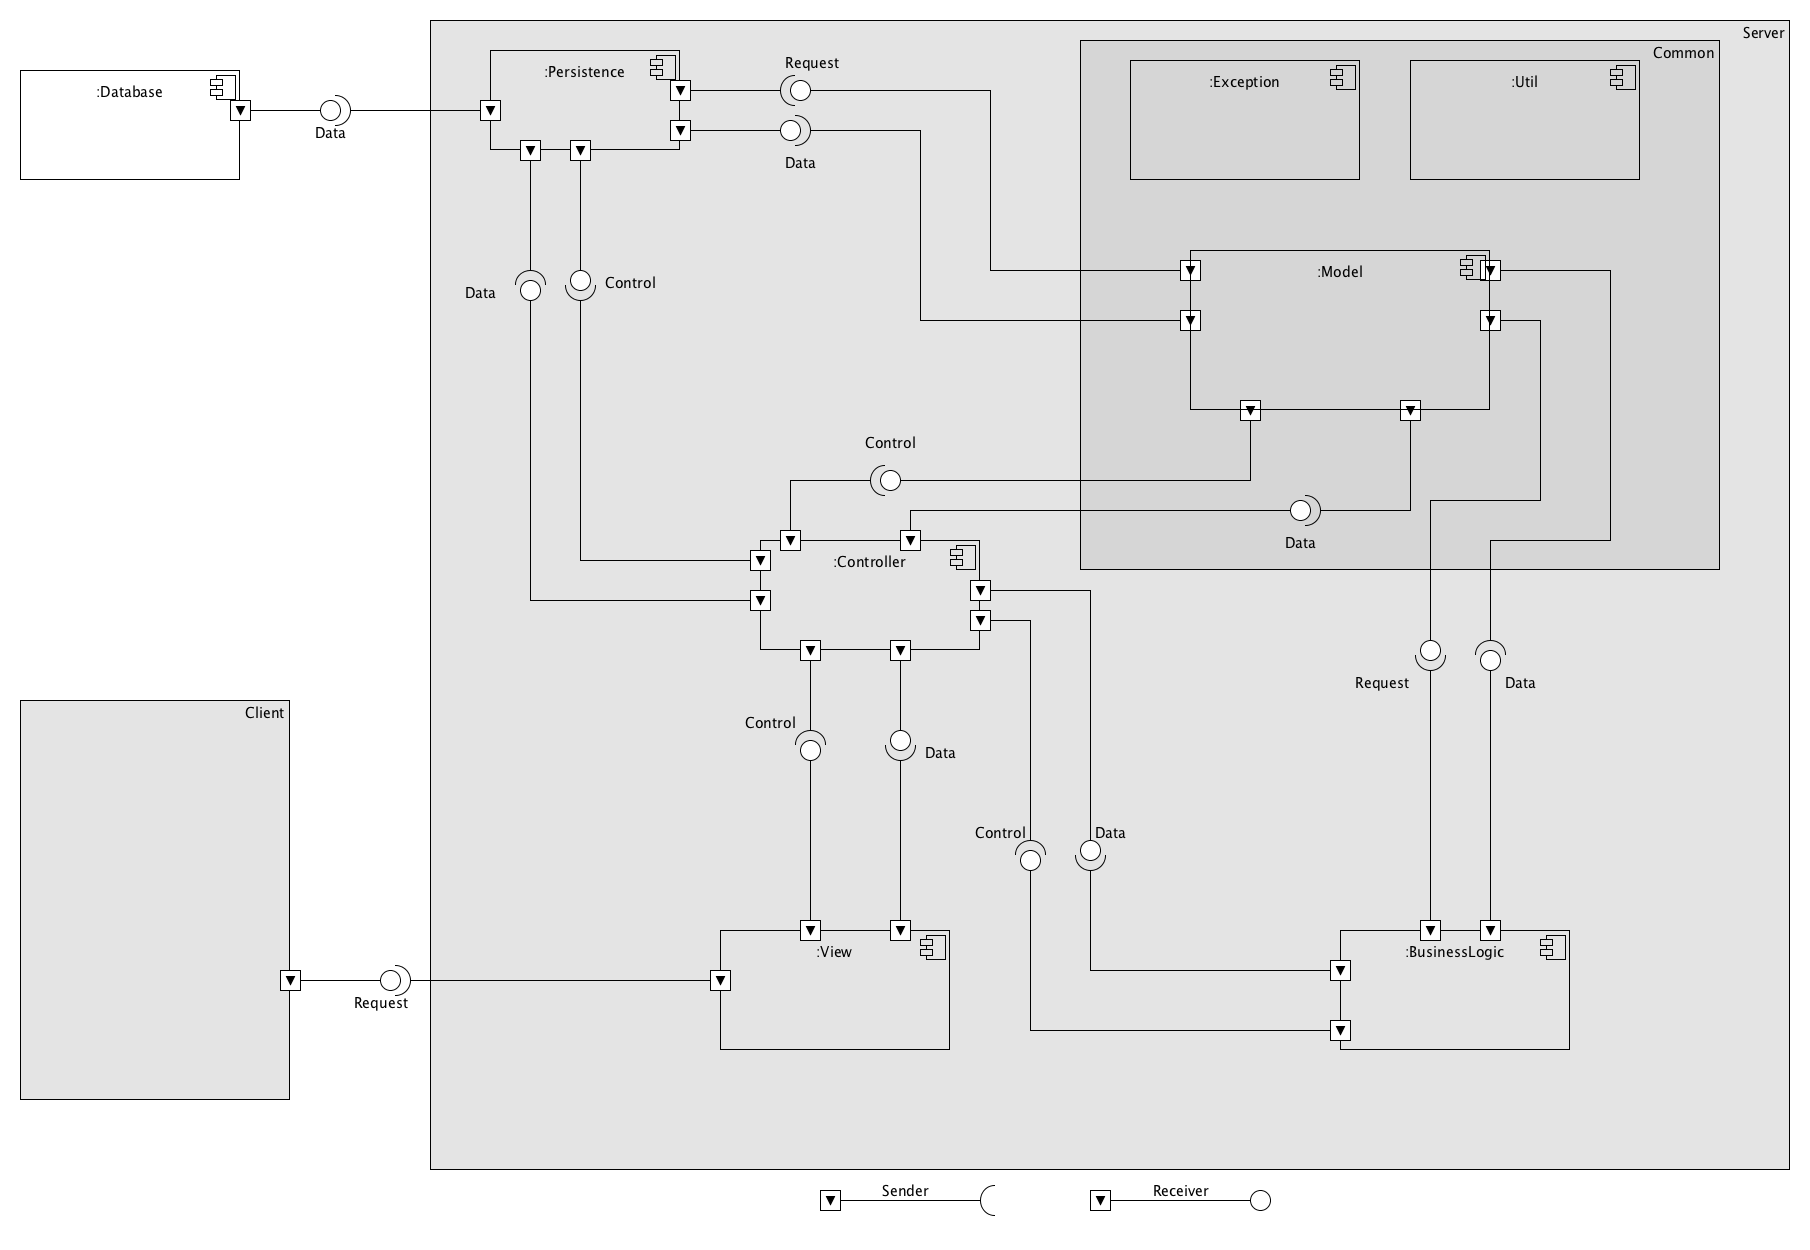 Server
Common
:Database
:Persistence
Request
:Exception
:Util
Data
Data
:Model
Data
Control
Control
Data
:Controller
Request
Data
Client
Control
Data
Control
Data
:View
:BusinessLogic
Request
Sender
Receiver